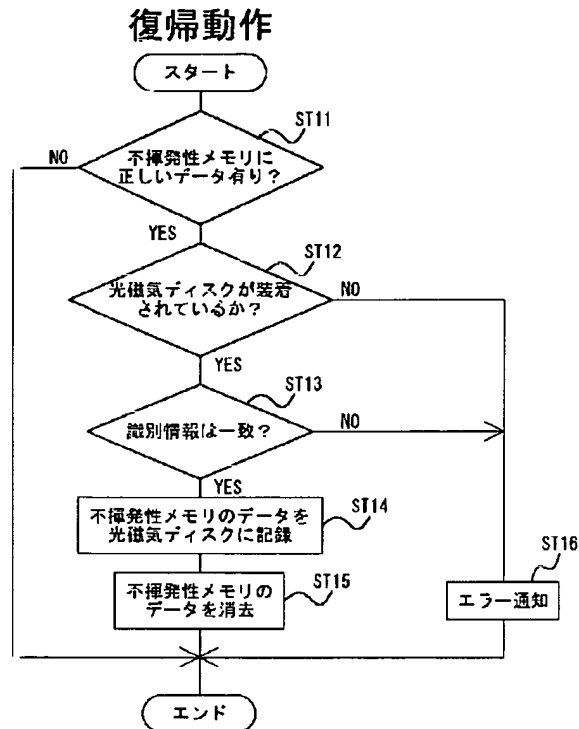 復帰動作
スタート
ST11
NO
不揮発性メモリに
正しいデータ有り？
YES
ST12
光磁気ディスクが装着
されているか？
NO
YES
ST13
識別情報は一致？
NO
YES
不揮発性メモリのデータを
光磁気ディスクに記録
ST14
不揮発性メモリの
データを消去
ST15
ST16
エラー通知
エンド